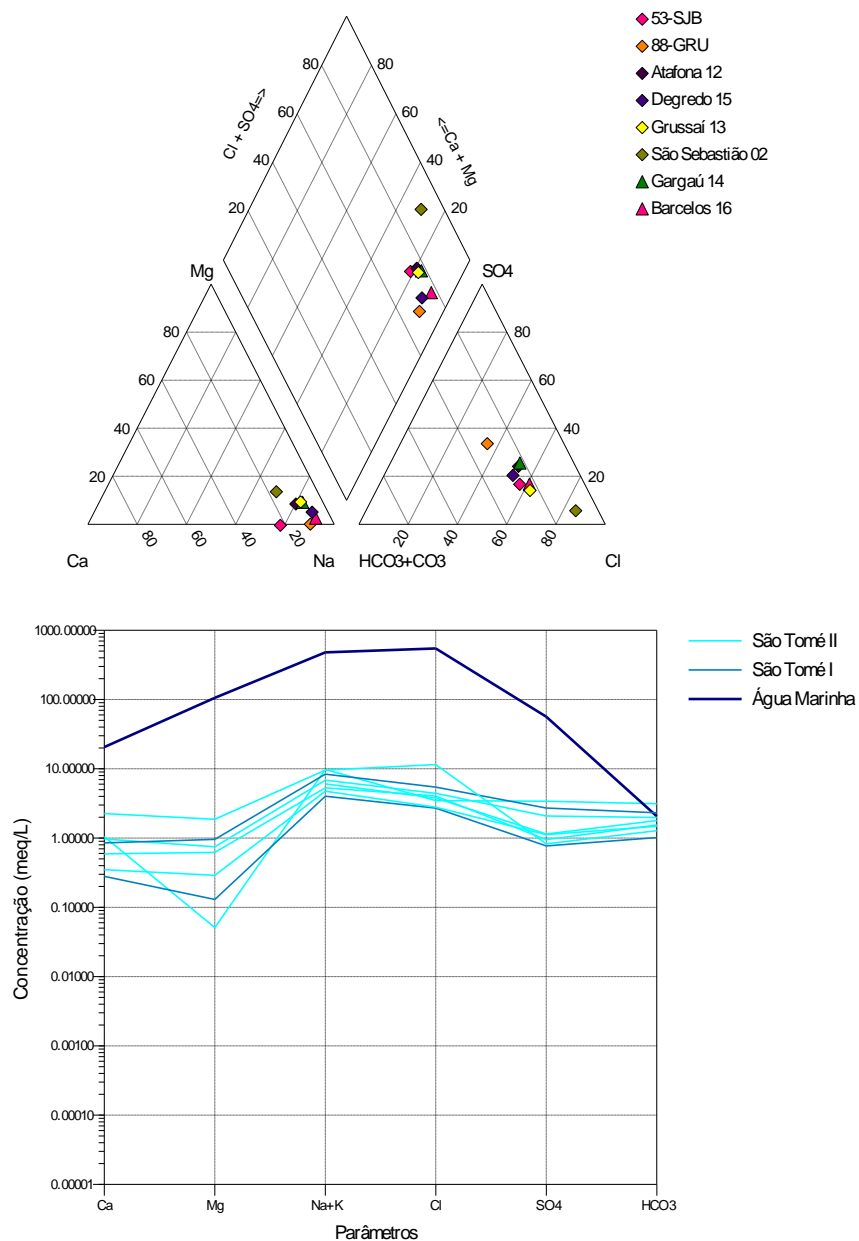 53-SJB
88-GRU
Atafona 12
Degredo 15
Grussaí 13
São Sebastião 02
Gargaú 14
Barcelos 16
80
80
60
60
40
40
20
20
Cl + SO4=>
<=Ca + Mg
Mg
SO4
80
80
60
60
40
40
20
20
80
60
40
20
20
40
60
80
Ca
Na
HCO3+CO3
Cl
1000.00000
100.00000
10.00000
1.00000
0.10000
0.01000
0.00100
0.00010
0.00001
Concentração (meq/L)
Ca
Mg
Na+K
Cl
SO4
HCO3
Parâmetros
São Tomé II
São Tomé I
Água Marinha